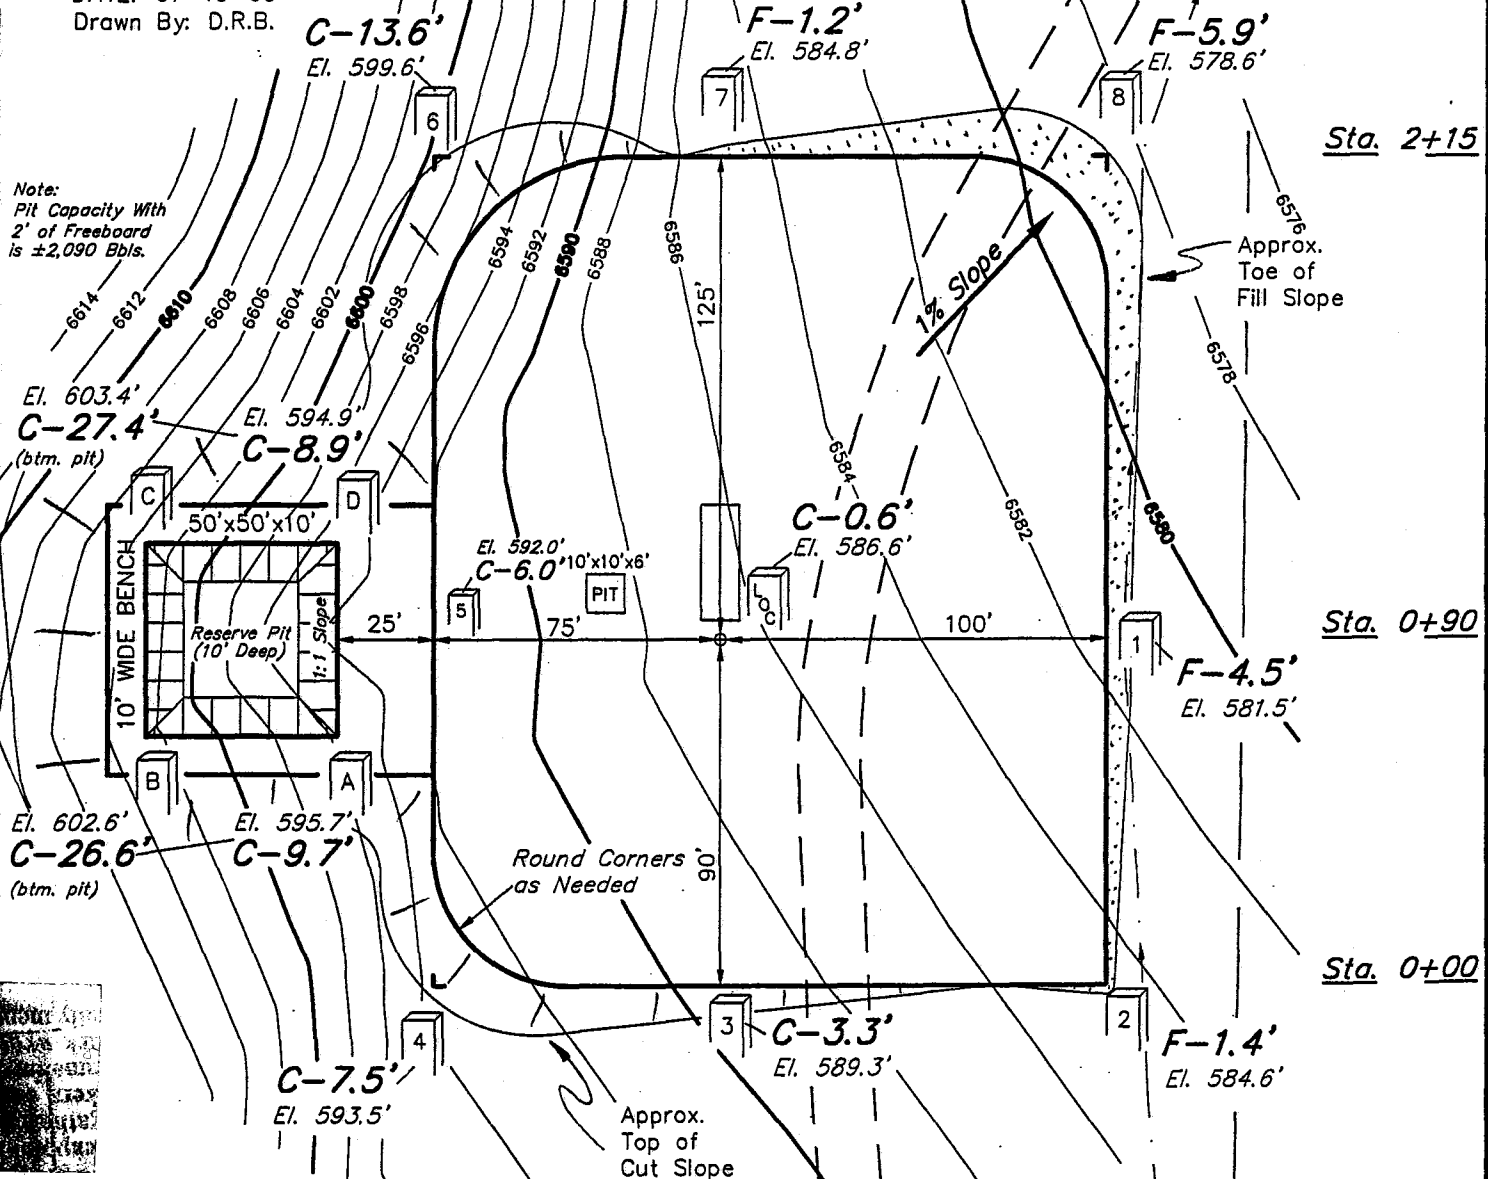 Drawn By: D.R.B.
C-13.6'
El. 599.6'
F-1.2'
El. 584.8'
F-5.9'
El. 578.6'
6
7
8
Sta. 2+15
Note:
Pit Capacity With
2' of Freeboard
is ±2,090 Bbls.
6614
6612
6610
6608
6606
6604
6602
6600
6598
6596
6594
6592
6590
6588
6586
6584
6582
6580
6578
6576
125'
1% Slope
Approx.
Toe of
Fill Slope
El. 603.4'
C-27.4'
(btm. pit)
El. 594.9'
C-8.9'
C
D
50'x50'x10'
10' WIDE BENCH
Reserve Pit
(10' Deep)
1:1 Slope
25'
El. 592.0'
C-6.0'
10'x10'x6'
PIT
5
75'
C-0.6'
El. 586.6'
LOC
100'
1
Sta. 0+90
F-4.5'
El. 581.5'
B
A
El. 602.6'
C-26.6'
(btm. pit)
El. 595.7'
C-9.7'
Round Corners
as Needed
90'
Sta. 0+00
4
3
2
C-7.5'
El. 593.5'
C-3.3'
El. 589.3'
F-1.4'
El. 584.6'
Approx.
Top of
Cut Slope